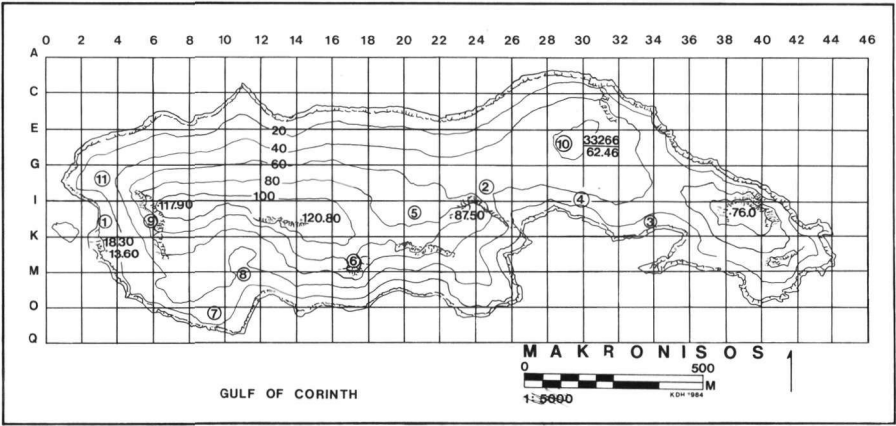 0 2 4 6 8 10 12 14 16 18 20 22 24 26 28 30 32 34 36 38 40 42 44 46
A
C
E
G
I
K
M
O
Q
20
40
60
80
100
10
33266
62.46
11
2
117.90
120.80
5
87.50
4
76.0
1
9
3
18.30
13.60
6
8
7
MAKRONISOS
0 500
M
1: 5000
KDH °984
GULF OF CORINTH